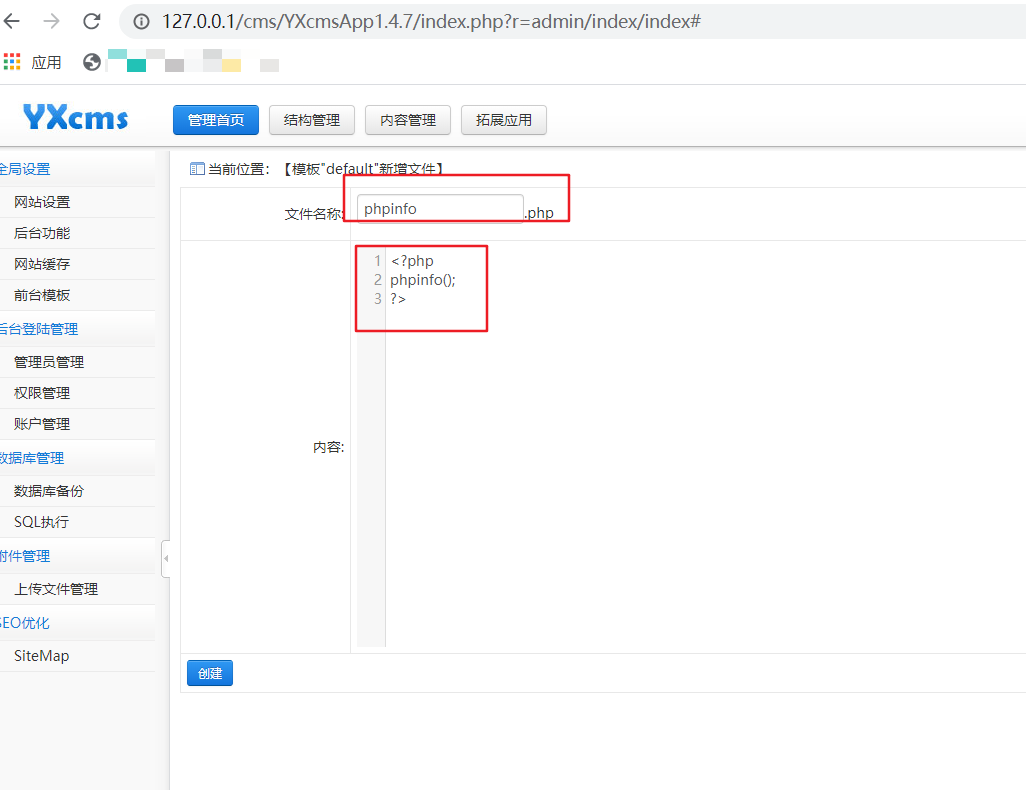 127.0.0.1/cms/YXcmsApp1.4.7/index.php?r=admin/index/index#
应用
YXcms
管理首页 结构管理 内容管理 拓展应用
全局设置
网站设置
后台功能
网站缓存
前台模板
后台登陆管理
管理员管理
权限管理
账户管理
数据库管理
数据库备份
SQL执行
附件管理
上传文件管理
SEO优化
SiteMap
当前位置：【模板"default"新增文件】
文件名称: phpinfo .php
内容:
1 <?php
2 phpinfo();
3 ?>
创建